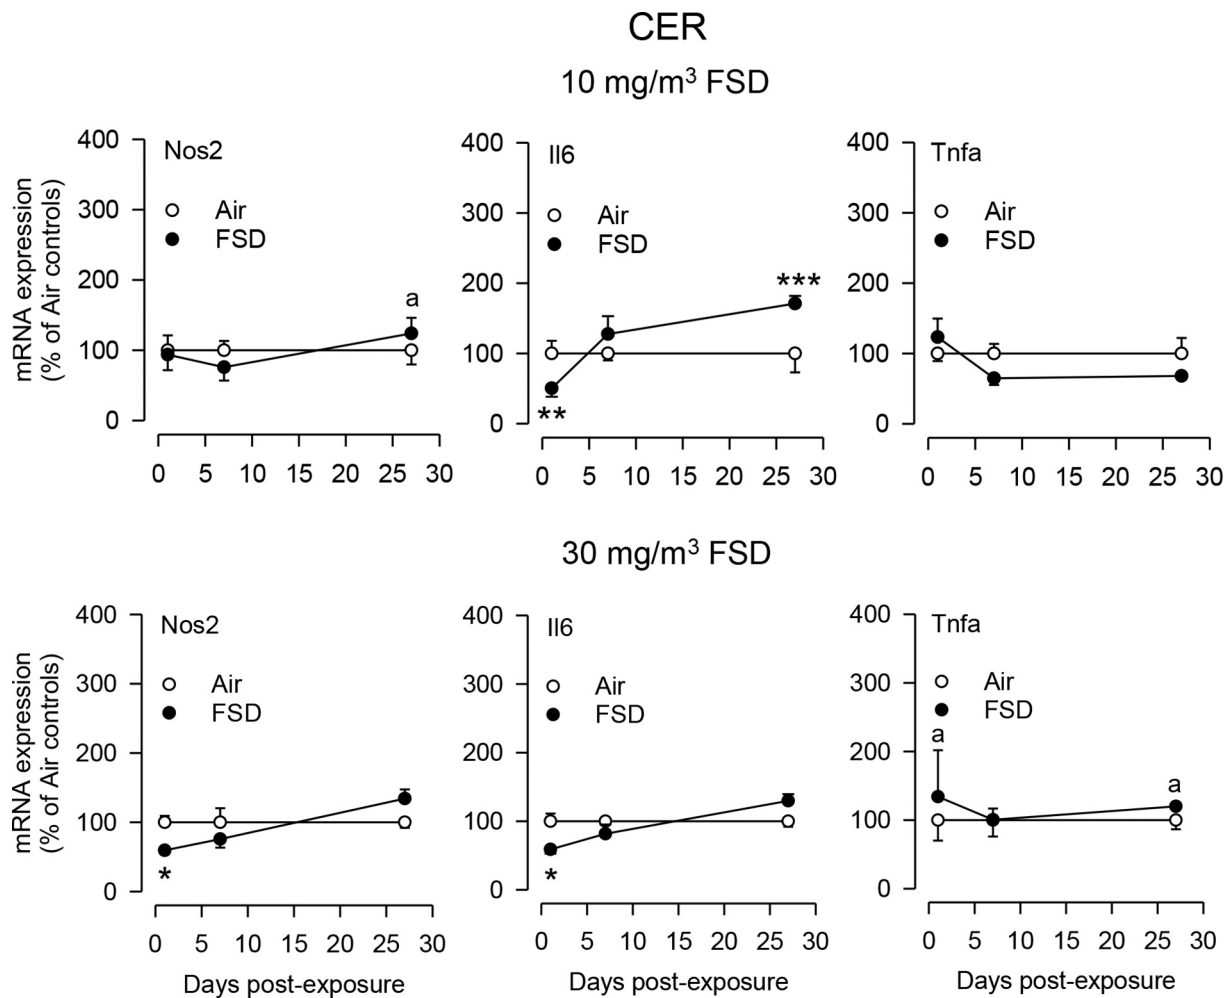 CER
10 mg/m³ FSD
mRNA expression
(% of Air controls)
400
300
200
100
0
Nos2
Air
FSD
a
0 5 10 15 20 25 30
400
300
200
100
0
Il6
Air
FSD
***
**
0 5 10 15 20 25 30
400
300
200
100
0
Tnfa
Air
FSD
0 5 10 15 20 25 30
30 mg/m³ FSD
mRNA expression
(% of Air controls)
400
300
200
100
0
Nos2
Air
FSD
*
0 5 10 15 20 25 30
Days post-exposure
400
300
200
100
0
Il6
Air
FSD
*
0 5 10 15 20 25 30
Days post-exposure
400
300
200
100
0
Tnfa
Air
FSD
a
a
0 5 10 15 20 25 30
Days post-exposure